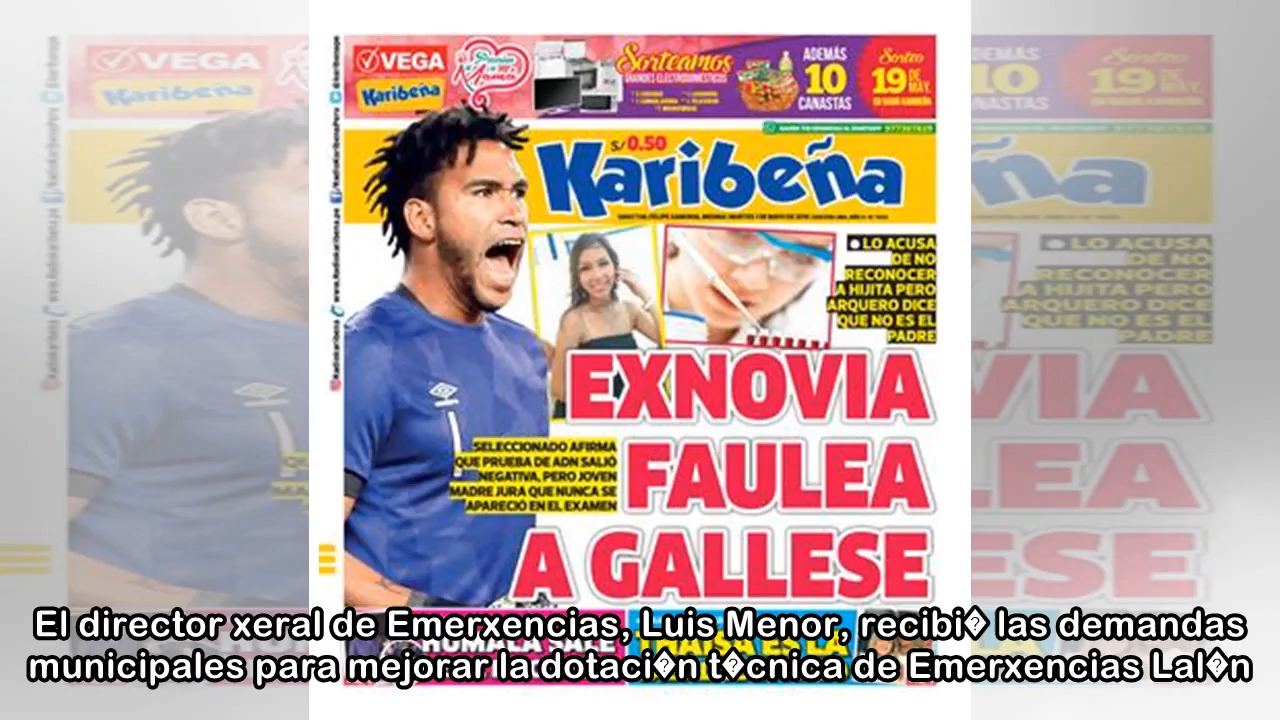 VEGA
Karibeña
Mamá
Sorteamos
GRANDES ELECTRODOMÉSTICOS
ADEMÁS
10
CANASTAS
Sorteo
19 DE MAY.
S/ 0.50
Karibeña
LO ACUSA
DE NO
RECONOCER
A HIJITA PERO
ARQUERO DICE
QUE NO ES EL
PADRE
EXNOVIA
FAULEA
A GALLESE
SELECCIONADO AFIRMA
QUE PRUEBA DE ADN SALIÓ
NEGATIVA, PERO JOVEN
MADRE JURA QUE NUNCA SE
APARECIÓ EN EL EXAMEN
El director xeral de Emerxencias, Luis Menor, recibi� las demandas
municipales para mejorar la dotaci�n t�cnica de Emerxencias Lal�n